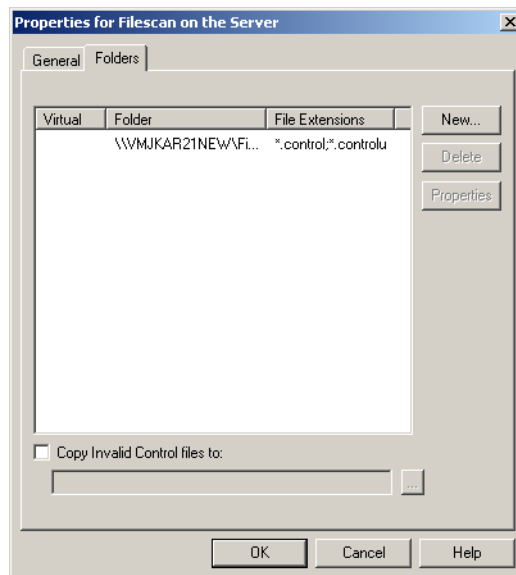 Properties for Filescan on the Server
General Folders
Virtual Folder File Extensions
\\VMJKAR21NEW\Fi... *.control;*.controlu
New...
Delete
Properties
Copy Invalid Control files to:
...
OK Cancel Help